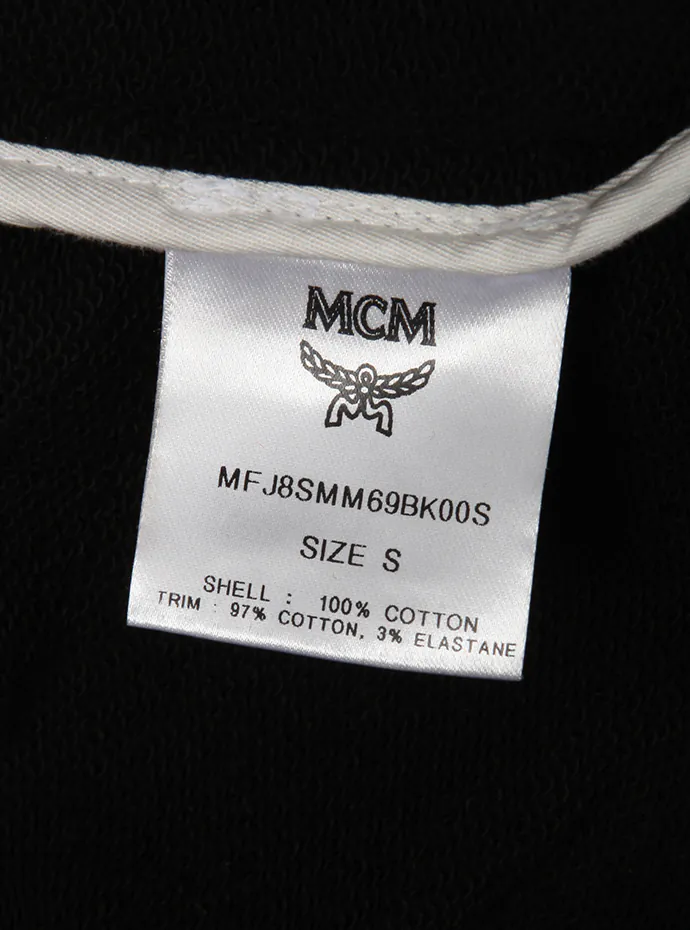 MCM
MFJ8SMM69BK00S
SIZE S
SHELL : 100% COTTON
TRIM : 97% COTTON, 3% ELASTANE